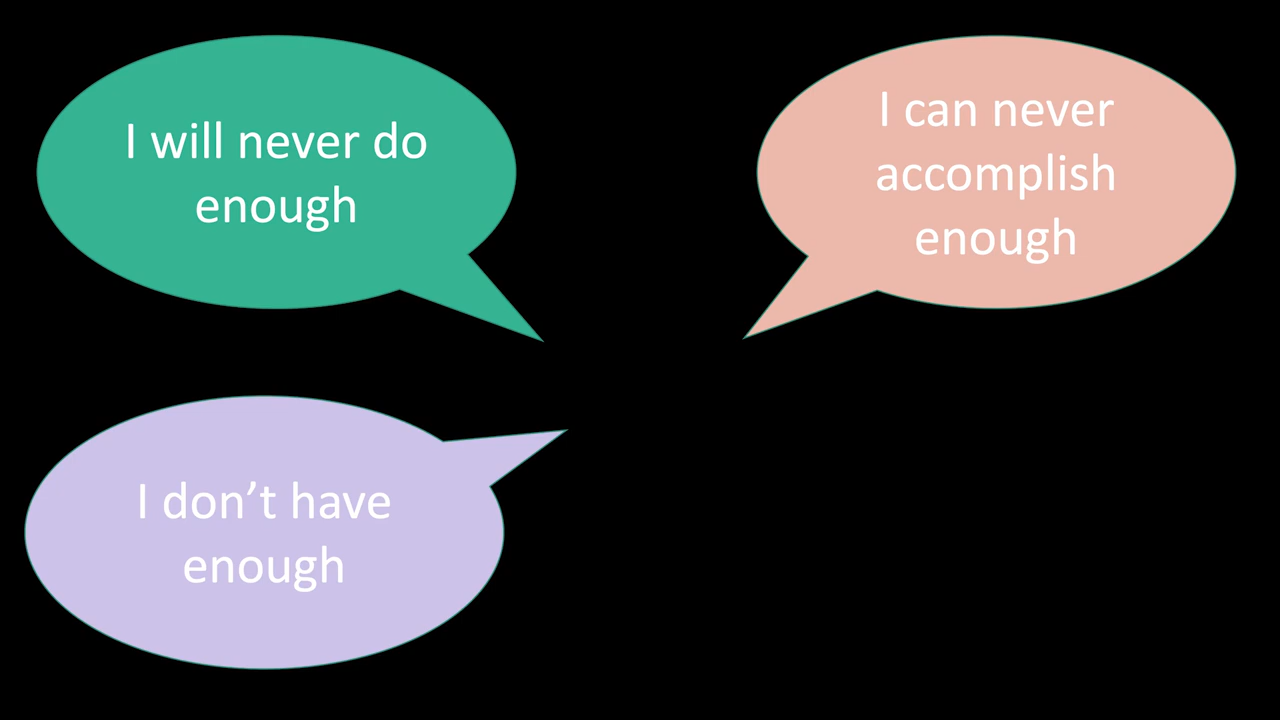 I will never do
enough
I can never
accomplish
enough
I don’t have
enough